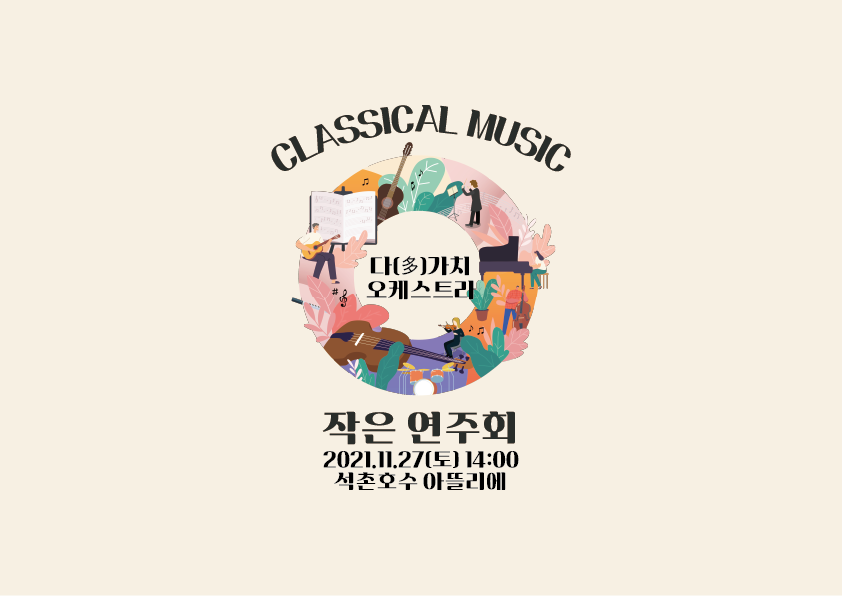 CLASSICAL MUSIC
다(多)가치
오케스트라
작은 연주회
2021.11.27(토) 14:00
석촌호수 아뜰리에